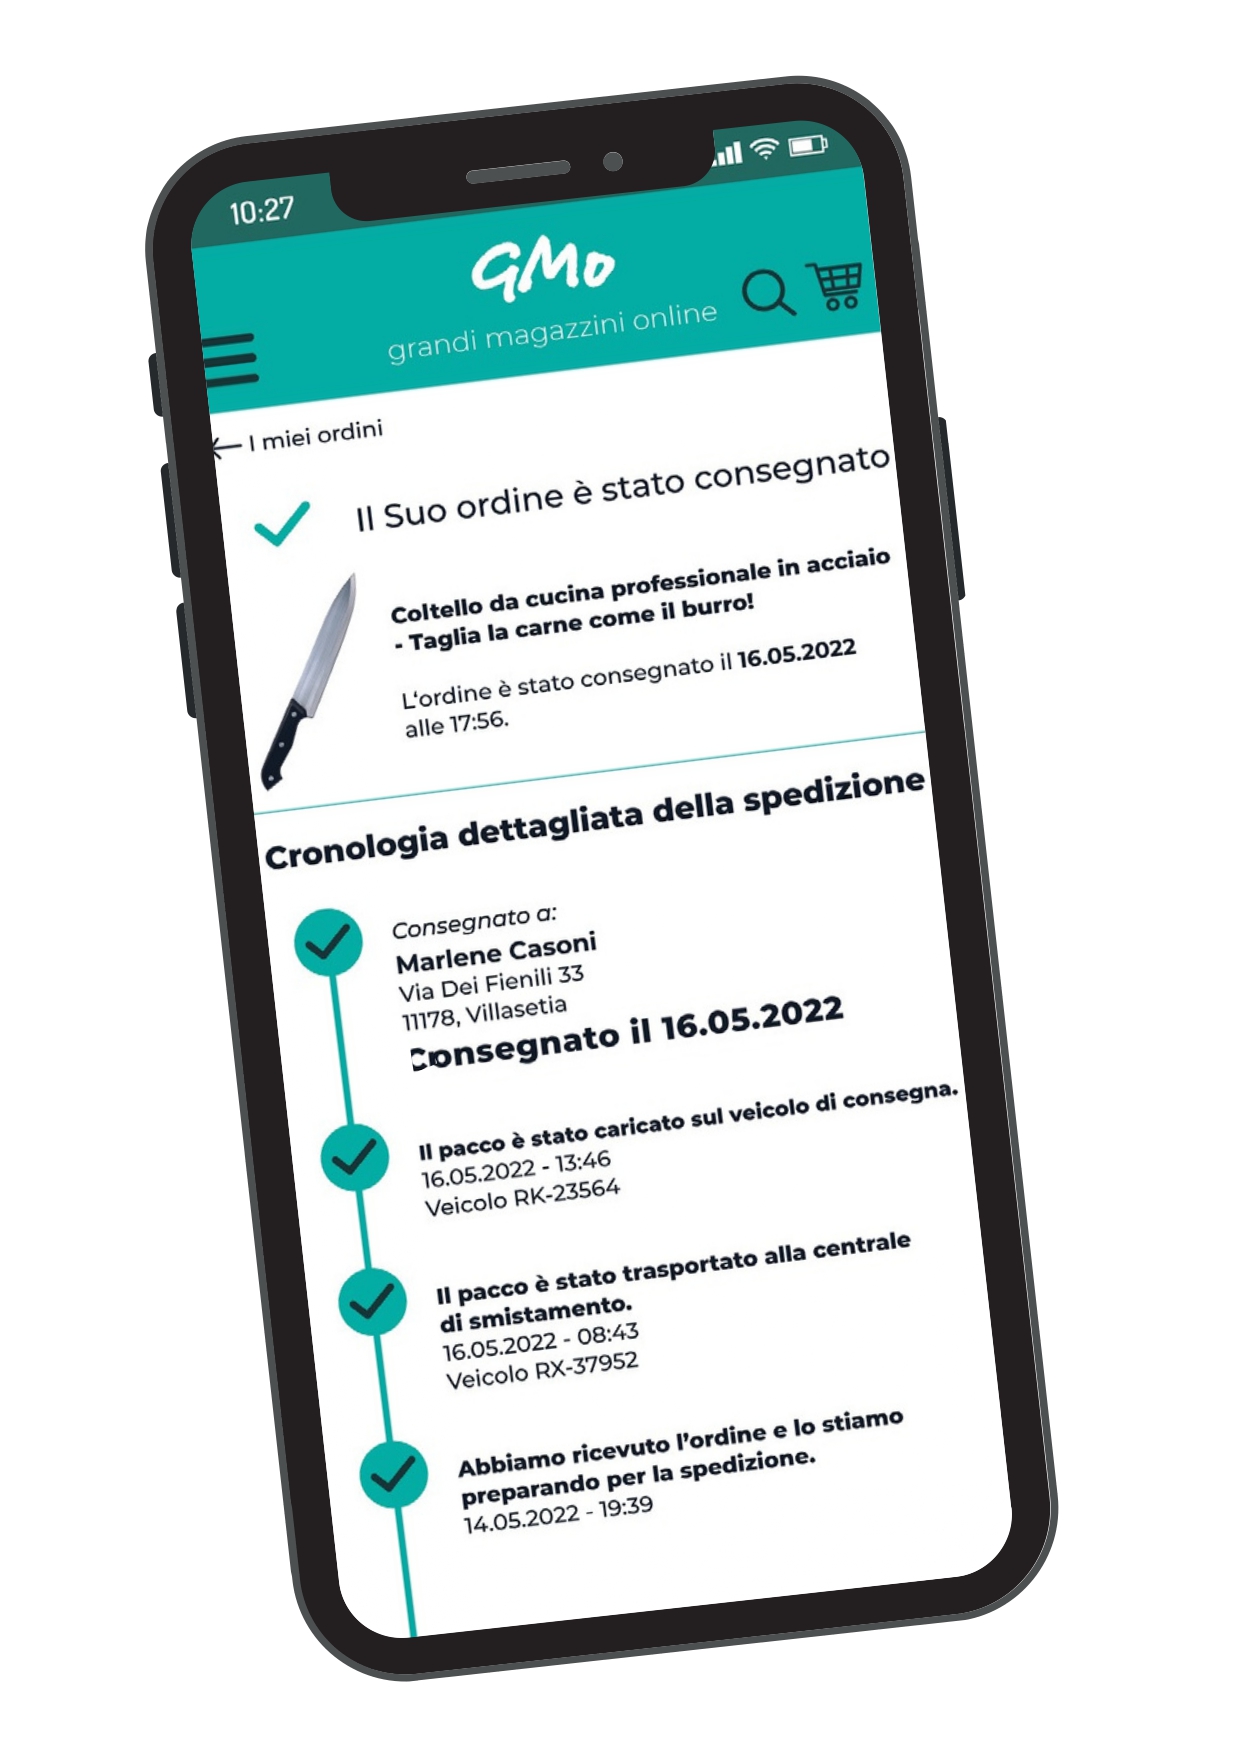 10:27
GMo
grandi magazzini online
I miei ordini
Il Suo ordine è stato consegnato
Coltello da cucina professionale in acciaio
- Taglia la carne come il burro!
L‘ordine è stato consegnato il 16.05.2022
alle 17:56.
Cronologia dettagliata della spedizione
Consegnato a:
Marlene Casoni
Via Dei Fienili 33
11178, Villasetia
Consegnato il 16.05.2022
Il pacco è stato caricato sul veicolo di consegna.
16.05.2022 - 13:46
Veicolo RK-23564
Il pacco è stato trasportato alla centrale
di smistamento.
16.05.2022 - 08:43
Veicolo RX-37952
Abbiamo ricevuto l’ordine e lo stiamo
preparando per la spedizione.
14.05.2022 - 19:39